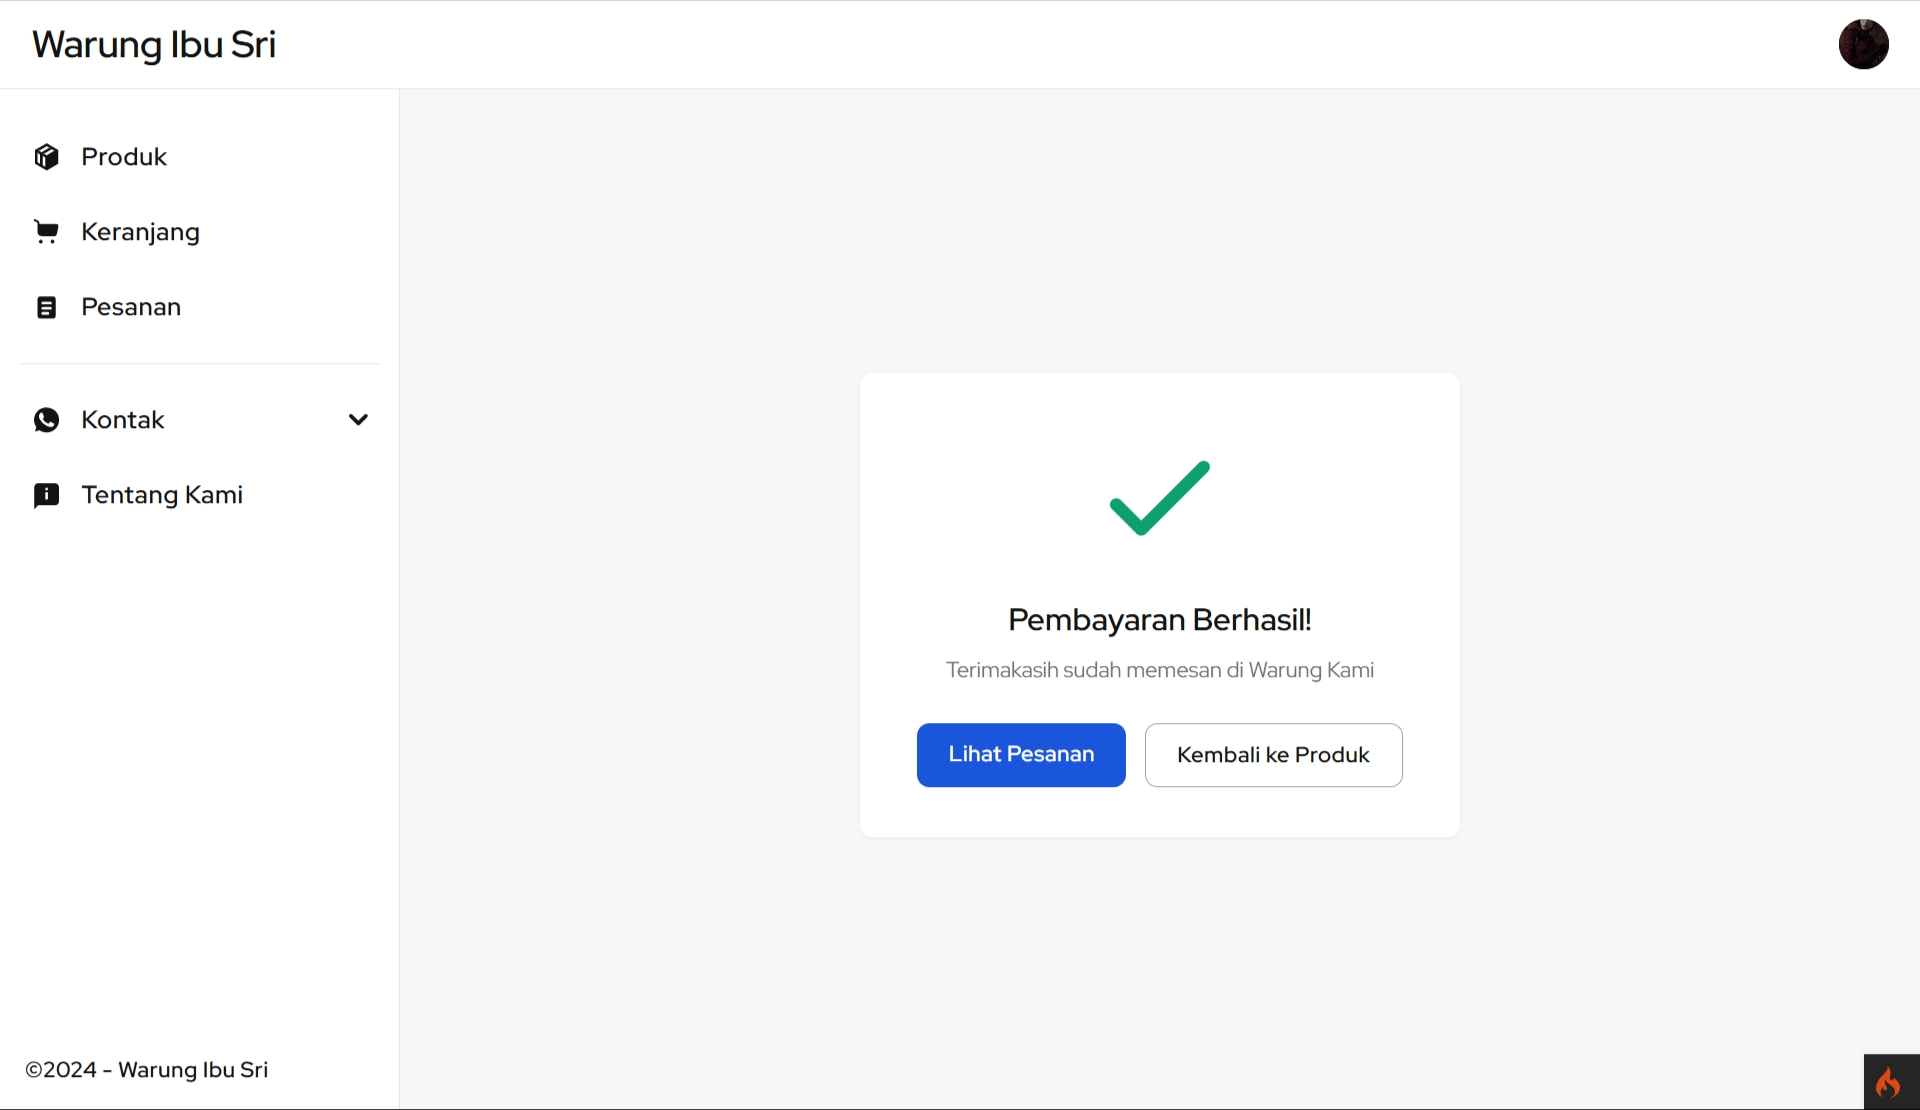 Warung Ibu Sri
Produk
Keranjang
Pesanan
Kontak
Tentang Kami
Pembayaran Berhasil!
Terimakasih sudah memesan di Warung Kami
Lihat Pesanan
Kembali ke Produk
©2024 - Warung Ibu Sri